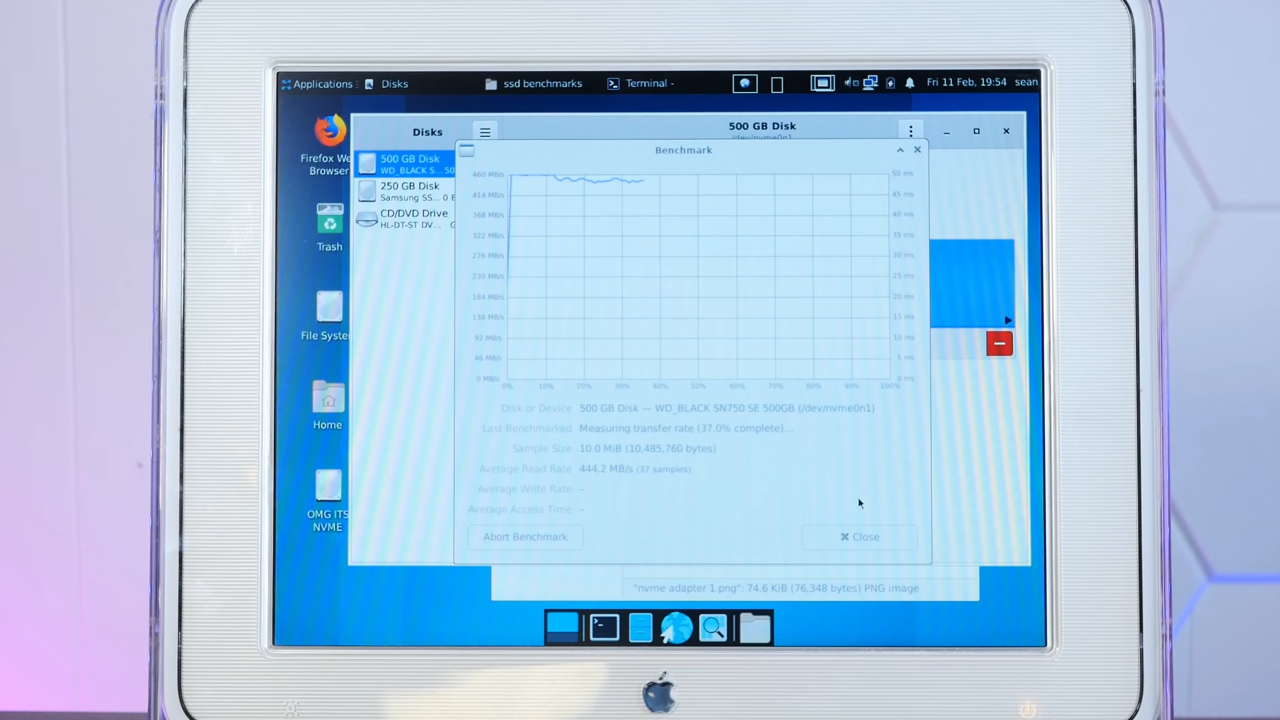 Applications
Disks
ssd benchmarks
Terminal -
Fri 11 Feb, 19:54
sean
Firefox We
Browser
Trash
File Syste
Home
OMG ITS
NVME
Disks
500 GB Disk
500 GB Disk
WD_BLACK S... 50
250 GB Disk
Samsung SS... 0 B
CD/DVD Drive
HL-DT-ST DV...
Benchmark
460 MB/s
414 MB/s
368 MB/s
322 MB/s
276 MB/s
230 MB/s
184 MB/s
138 MB/s
92 MB/s
46 MB/s
0 MB/s
50 ms
45 ms
40 ms
35 ms
30 ms
25 ms
20 ms
15 ms
10 ms
5 ms
0 ms
0% 10% 20% 30% 40% 50% 60% 70% 80% 90% 100%
Disk or Device 500 GB Disk — WD_BLACK SN750 SE 500GB (/dev/nvme0n1)
Last Benchmarked Measuring transfer rate (37.0% complete)...
Sample Size 10.0 MiB (10,485,760 bytes)
Average Read Rate 444.2 MB/s (37 samples)
Average Write Rate –
Average Access Time –
Abort Benchmark
Close
"nvme adapter 1.png": 74.6 KiB (76,348 bytes) PNG image